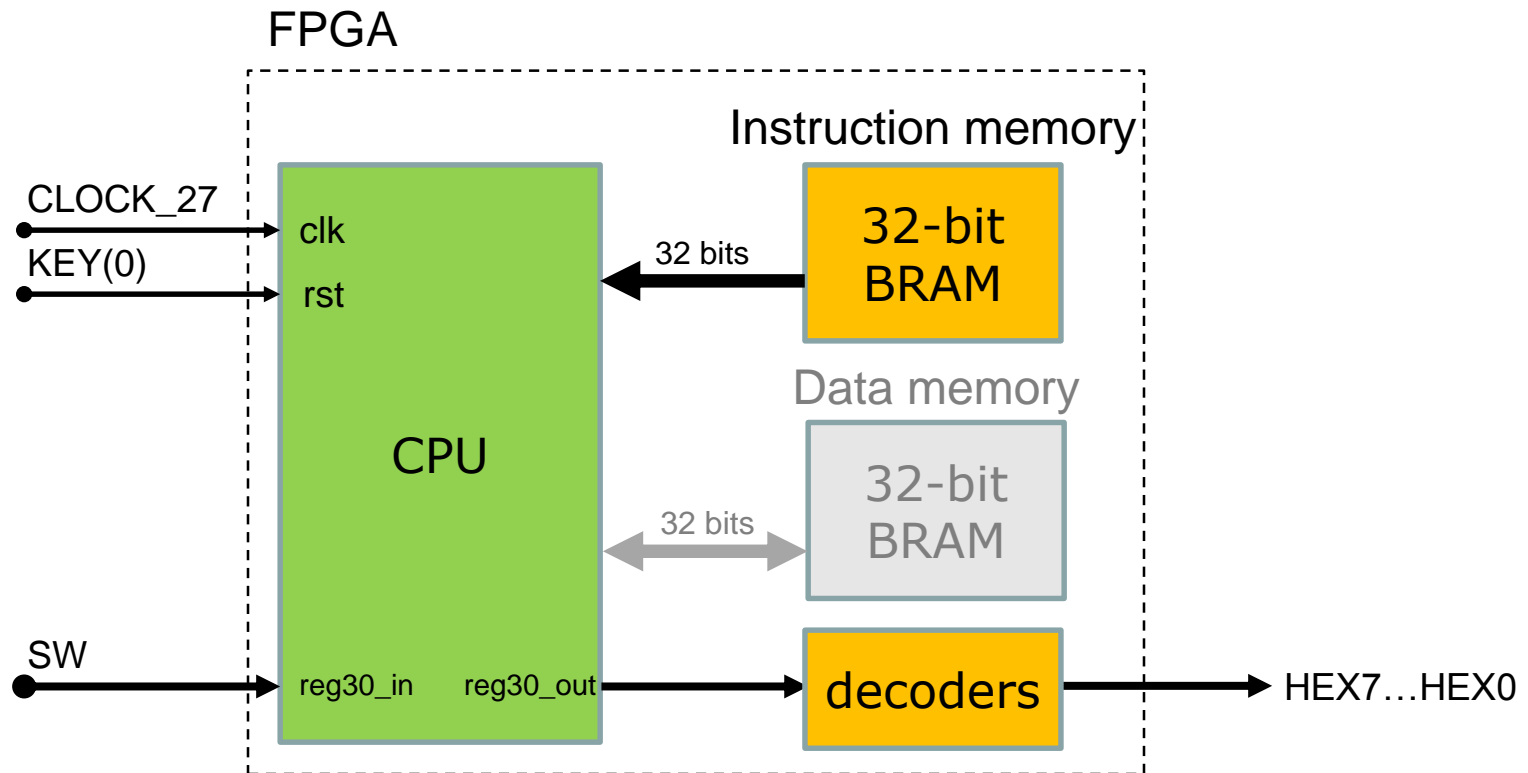 FPGA
Instruction memory
CLOCK_27
clk
32-bit
BRAM
KEY(0)
rst
32 bits
Data memory
CPU
32-bit
BRAM
32 bits
SW
reg30_in
reg30_out
decoders
HEX7...HEX0